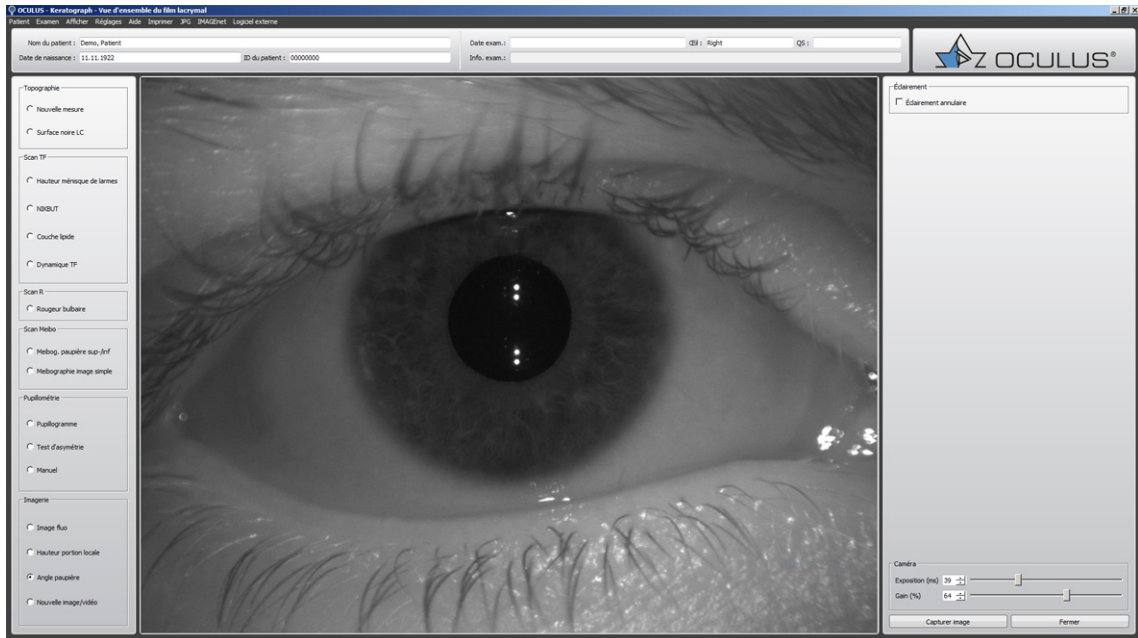 OCULUS - Keratograph - Vue d'ensemble du film lacrymal
Patient Examen Afficher Réglages Aide Imprimer JPG IMAGEnet Logiciel externe
Nom du patient : Demo, Patient
Date de naissance : 11.11.1922 ID du patient : 00000000
Date exam.: Œil : Right QS :
Info. exam.:
OCULUS®
Topographie
Nouvelle mesure
Surface noire LC
Scan TF
Hauteur ménisque de larmes
NIKBUT
Couche lipide
Dynamique TF
Scan R
Rougeur bulbaire
Scan Meibo
Meibog. paupière sup-/inf
Meibographie image simple
Pupillométrie
Pupillogramme
Test d'asymétrie
Manuel
Imagerie
Image fluo
Hauteur portion locale
Angle paupière
Nouvelle image/vidéo
Éclairement
Éclairement annulaire
Caméra
Exposition (ms) 39
Gain (%) 64
Capturer image Fermer